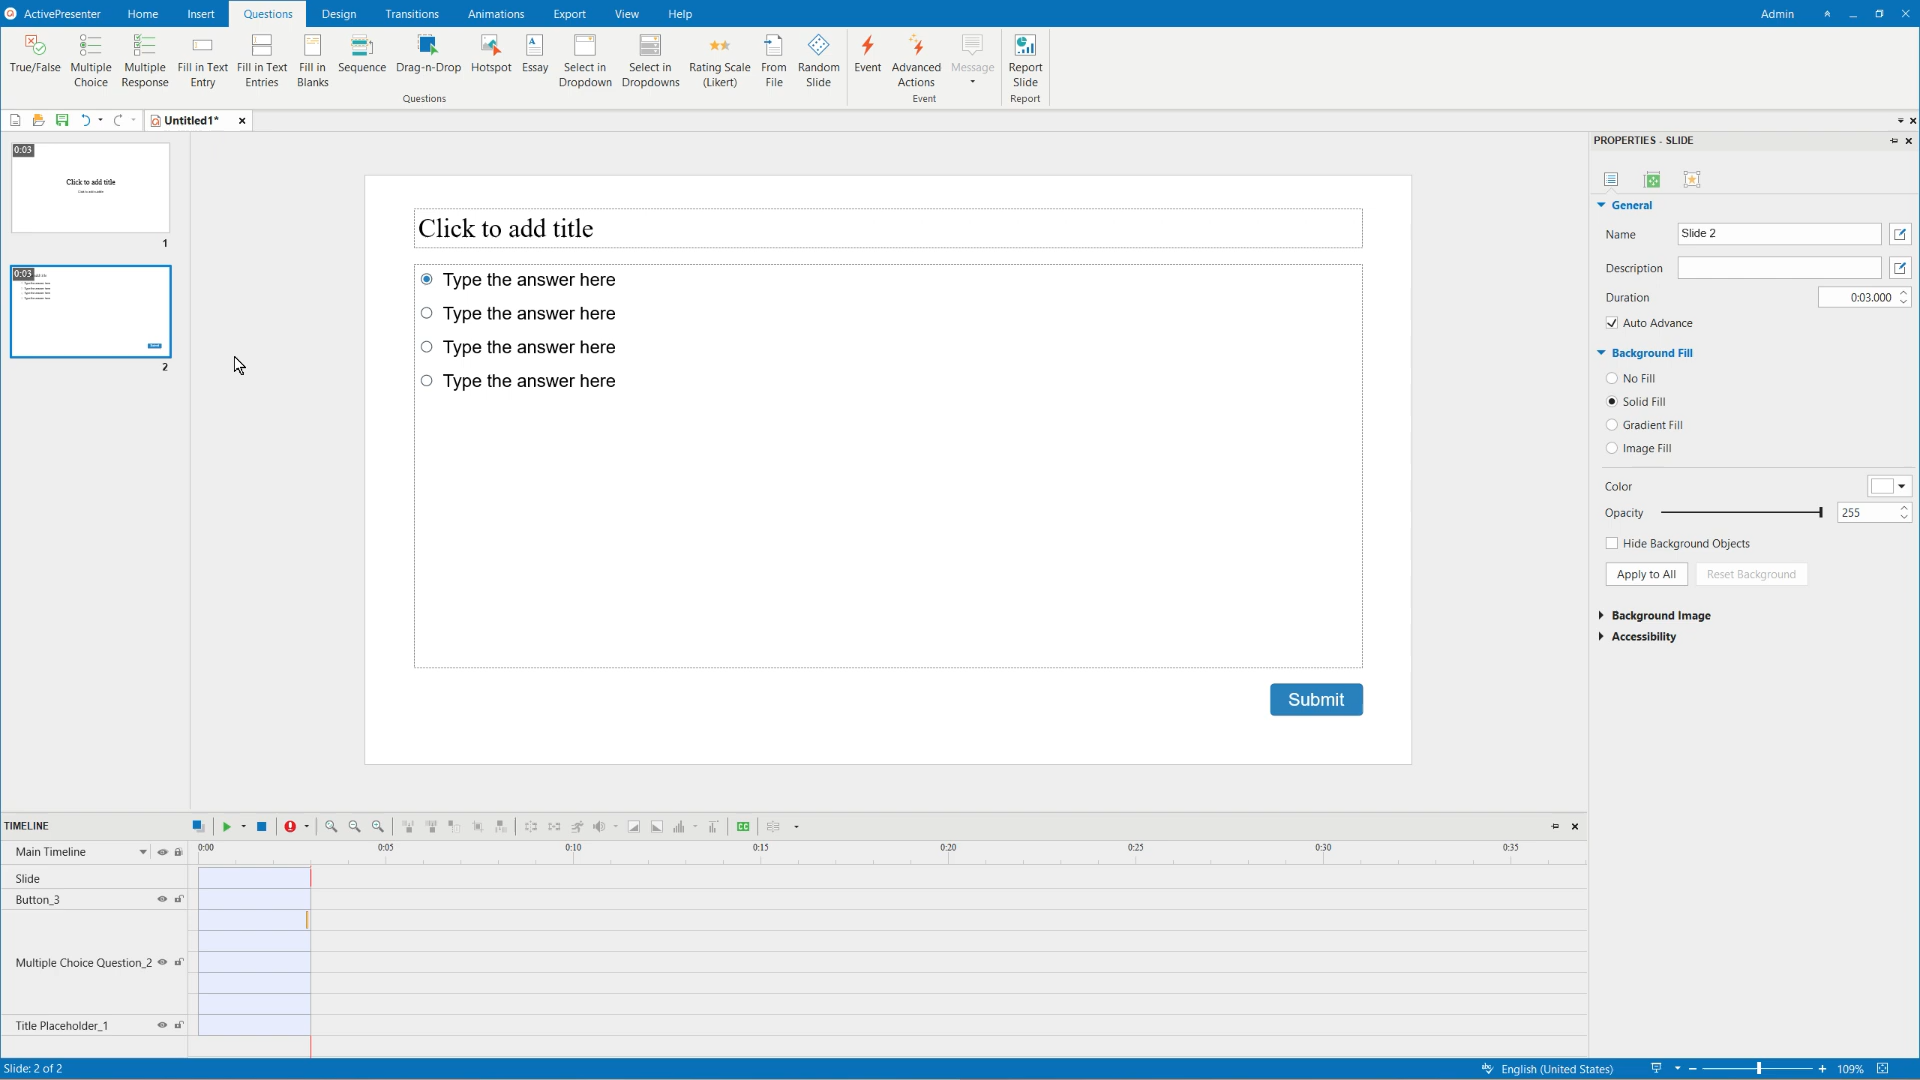 ActivePresenter Home Insert Questions Design Transitions Animations Export View Help Admin
True/False Multiple Choice Multiple Response Fill in Text Entry Fill in Text Entries Fill in Blanks Sequence Drag-n-Drop Hotspot Essay Select in Dropdown Select in Dropdowns Rating Scale (Likert) From File Random Slide Event Advanced Actions Message Report Slide
Questions Event Report
Untitled1*
PROPERTIES - SLIDE
0:03
Click to add title
1
0:03
2
Click to add title
Type the answer here
Type the answer here
Type the answer here
Type the answer here
Submit
General
Name Slide 2
Description
Duration 0:03.000
Auto Advance
Background Fill
No Fill
Solid Fill
Gradient Fill
Image Fill
Color
Opacity 255
Hide Background Objects
Apply to All Reset Background
Background Image
Accessibility
TIMELINE
Main Timeline 0:00 0:05 0:10 0:15 0:20 0:25 0:30 0:35
Slide
Button_3
Multiple Choice Question_2
Title Placeholder_1
Slide: 2 of 2 English (United States) 109%